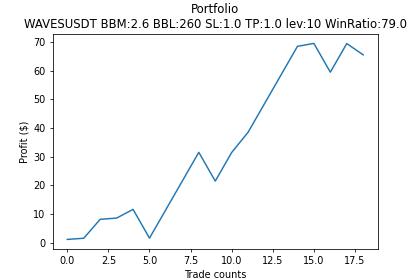 Portfolio
WAVESUSDT BBM:2.6 BBL:260 SL:1.0 TP:1.0 lev:10 WinRatio:79.0
70
60
50
40
30
20
10
0
Profit ($)
0.0 2.5 5.0 7.5 10.0 12.5 15.0 17.5
Trade counts